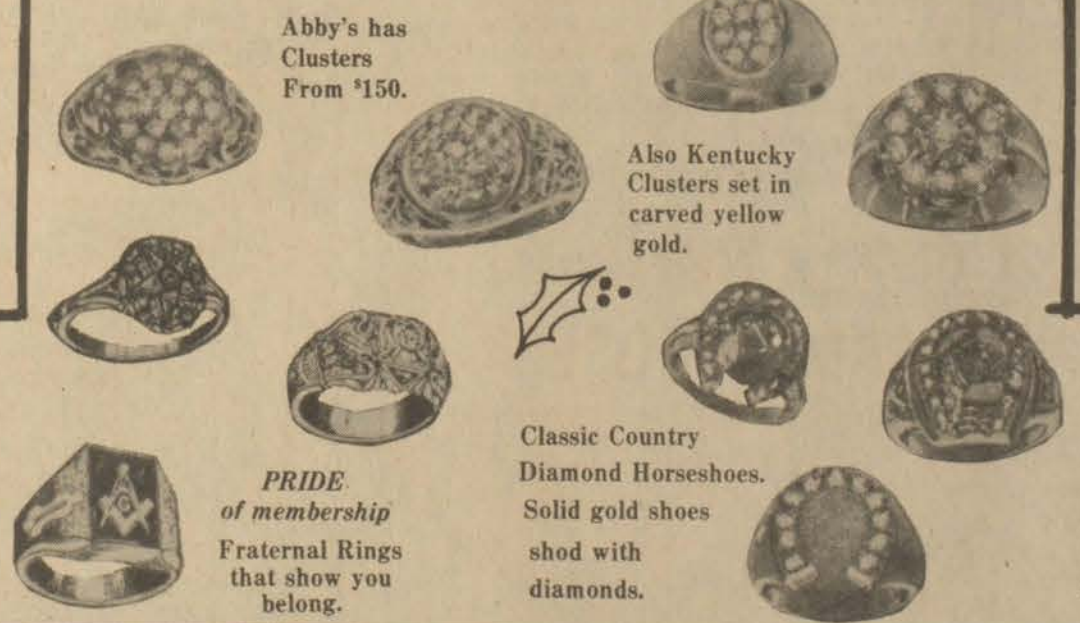 Abby's has
Clusters
From $150.
Also Kentucky
Clusters set in
carved yellow
gold.
PRIDE
of membership
Fraternal Rings
that show you
belong.
Classic Country
Diamond Horseshoes.
Solid gold shoes
shod with
diamonds.
G